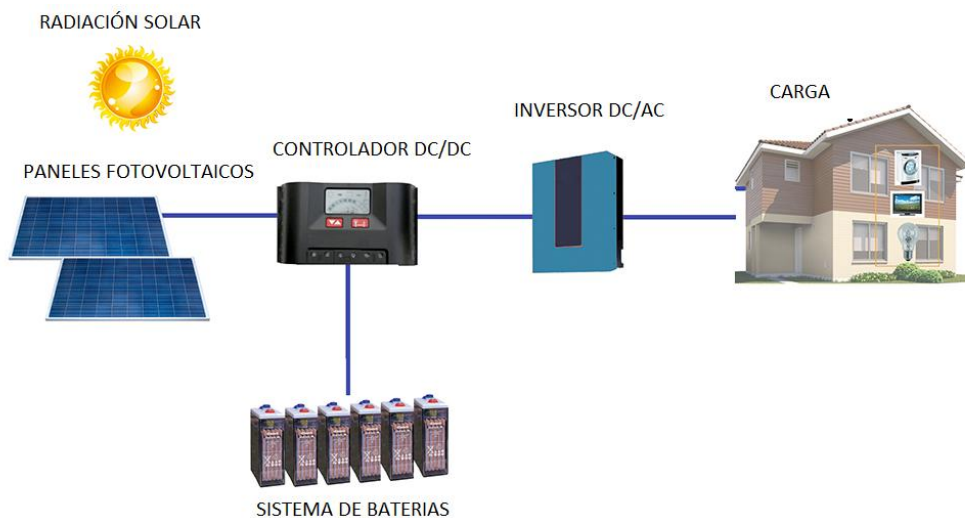 RADIACIÓN SOLAR
PANELES FOTOVOLTAICOS
CONTROLADOR DC/DC
INVERSOR DC/AC
CARGA
SISTEMA DE BATERIAS